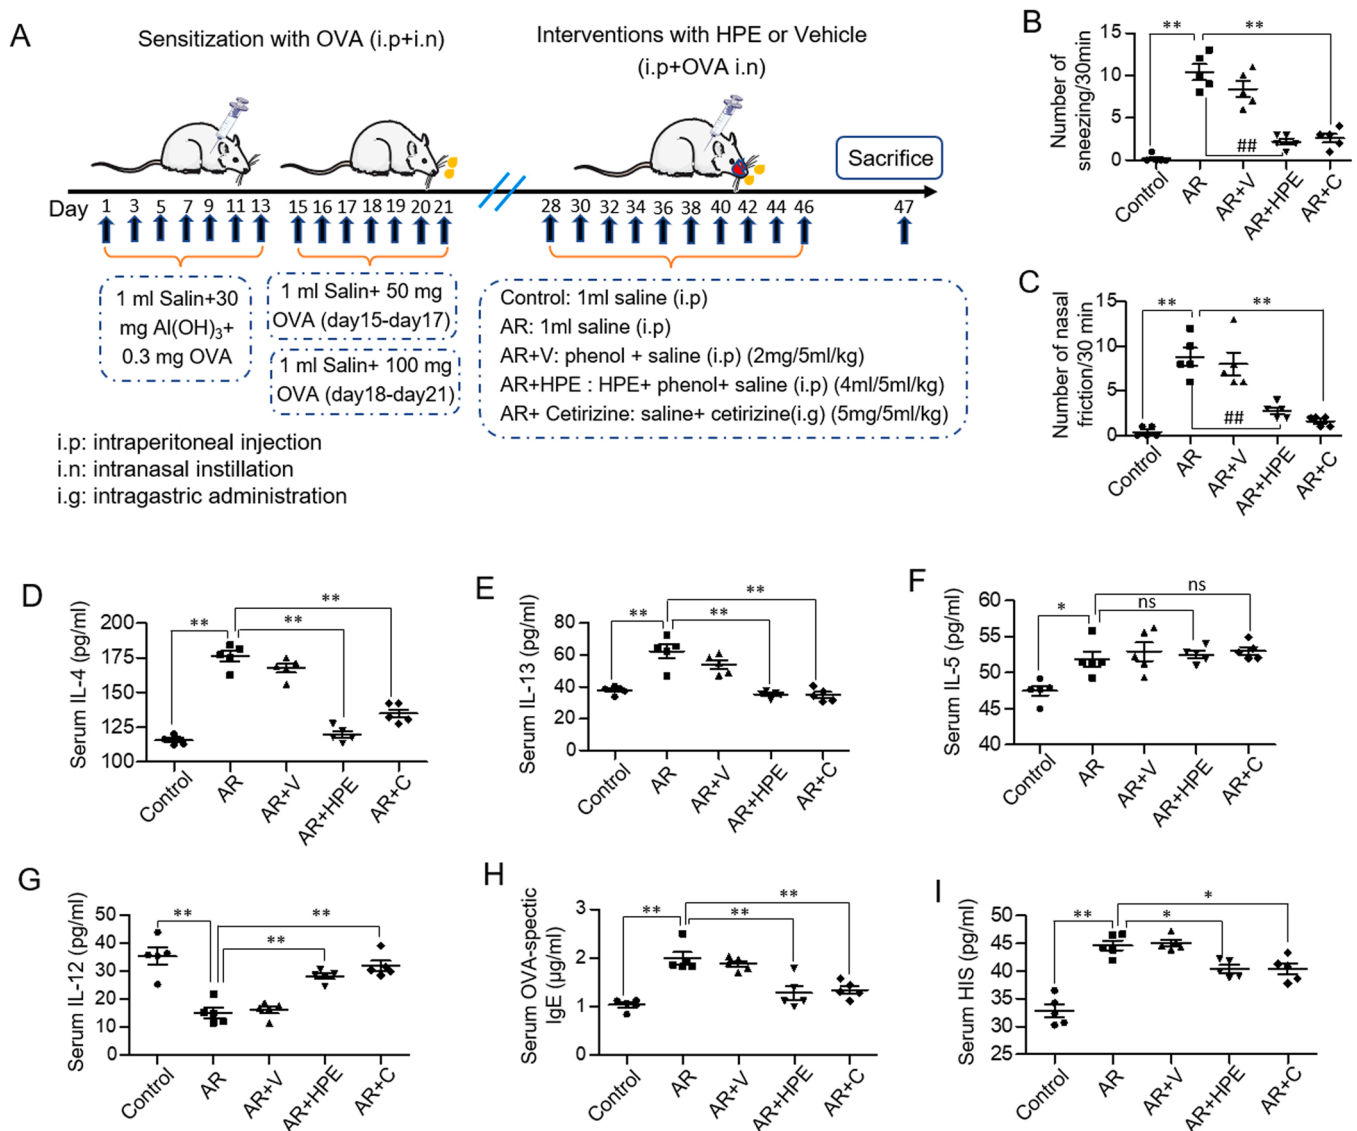 A
Sensitization with OVA (i.p+i.n)
Interventions with HPE or Vehicle
(i.p+OVA i.n)
Sacrifice
Day 1 3 5 7 9 11 13 15 16 17 18 19 20 21 28 30 32 34 36 38 40 42 44 46 47
1 ml Salin+30
mg Al(OH)₃+
0.3 mg OVA
1 ml Salin+ 50 mg
OVA (day15-day17)
1 ml Salin+ 100 mg
OVA (day18-day21)
Control: 1ml saline (i.p)
AR: 1ml saline (i.p)
AR+V: phenol + saline (i.p) (2mg/5ml/kg)
AR+HPE : HPE+ phenol+ saline (i.p) (4ml/5ml/kg)
AR+ Cetirizine: saline+ cetirizine(i.g) (5mg/5ml/kg)
i.p: intraperitoneal injection
i.n: intranasal instillation
i.g: intragastric administration
B
Number of
sneezing/30min
15
10
5
0
** **
##
Control AR AR+V AR+HPE AR+C
C
Number of nasal
friction/30 min
15
10
5
0
** **
##
Control AR AR+V AR+HPE AR+C
D
Serum IL-4 (pg/ml)
200
175
150
125
100
**
** **
Control AR AR+V AR+HPE AR+C
E
Serum IL-13 (pg/ml)
80
60
40
20
0
**
** **
Control AR AR+V AR+HPE AR+C
F
Serum IL-5 (pg/ml)
60
55
50
45
40
ns
* ns
Control AR AR+V AR+HPE AR+C
G
Serum IL-12 (pg/ml)
50
40
30
20
10
0
** **
**
Control AR AR+V AR+HPE AR+C
H
Serum OVA-spectic
IgE (µg/ml)
3
2
1
0
**
** **
Control AR AR+V AR+HPE AR+C
I
Serum HIS (pg/ml)
50
45
40
35
30
25
*
** *
Control AR AR+V AR+HPE AR+C